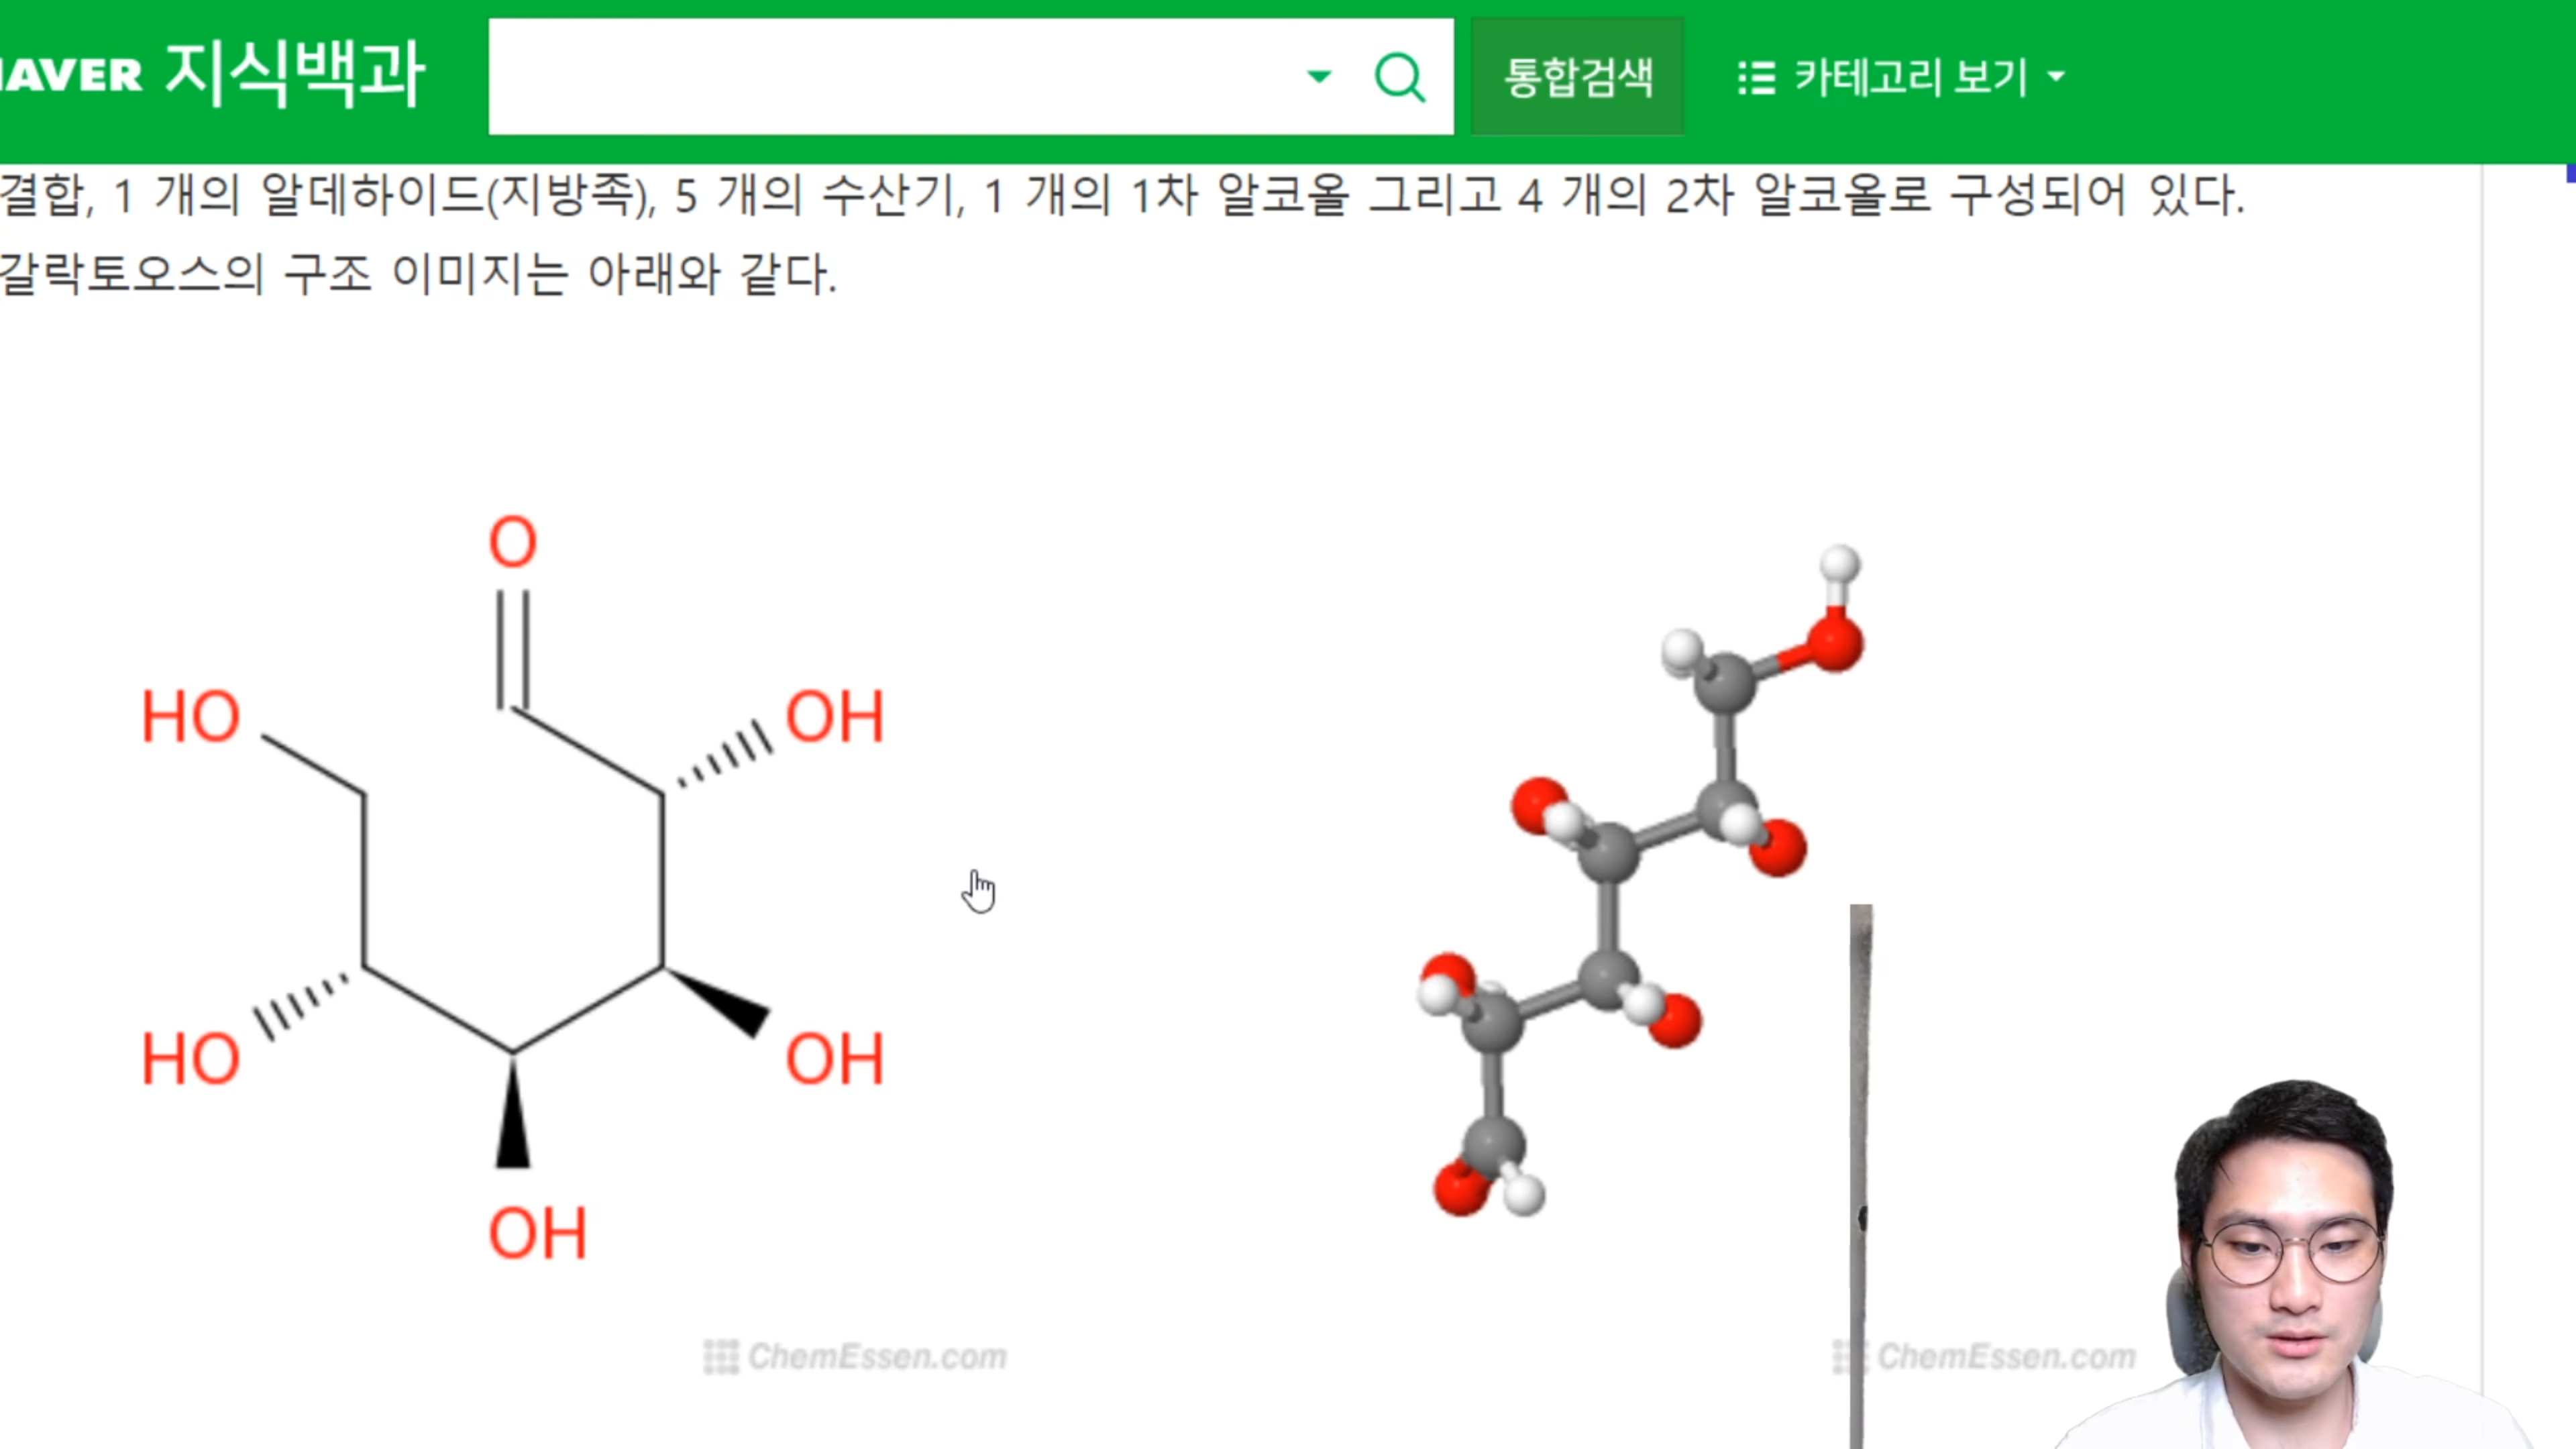 NAVER 지식백과
통합검색
카테고리 보기
결합, 1 개의 알데하이드(지방족), 5 개의 수산기, 1 개의 1차 알코올 그리고 4 개의 2차 알코올로 구성되어 있다.
갈락토오스의 구조 이미지는 아래와 같다.
O
HO
OH
HO
OH
OH
ChemEssen.com
ChemEssen.com